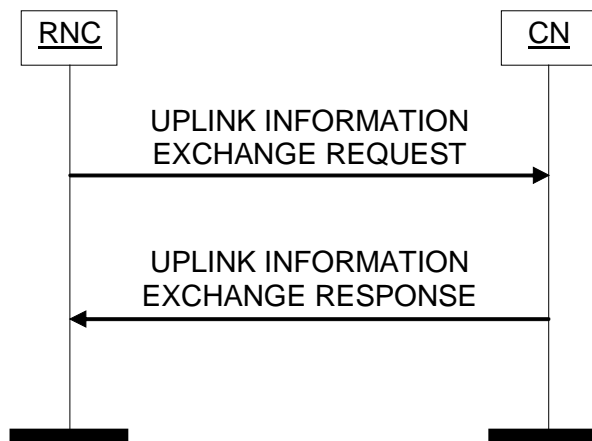 RNC
CN
UPLINK INFORMATION
EXCHANGE REQUEST
UPLINK INFORMATION
EXCHANGE RESPONSE